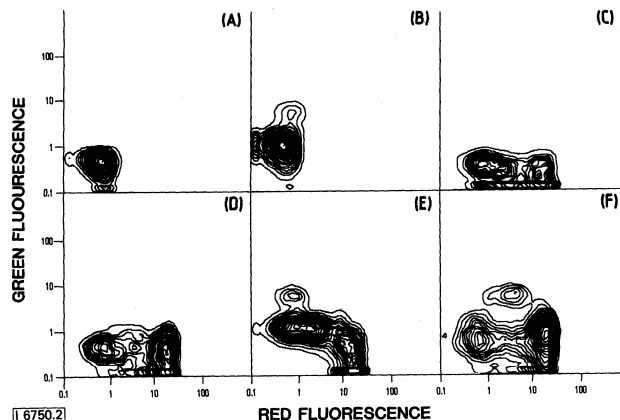 (A) (B) (C)
100
10
1
0.1
(D) (E) (F)
100
10
1
0.1
0.1 1 10 100 0.1 1 10 100 0.1 1 10 100
GREEN FLUOURESCENCE
RED FLUORESCENCE
I 6750.2